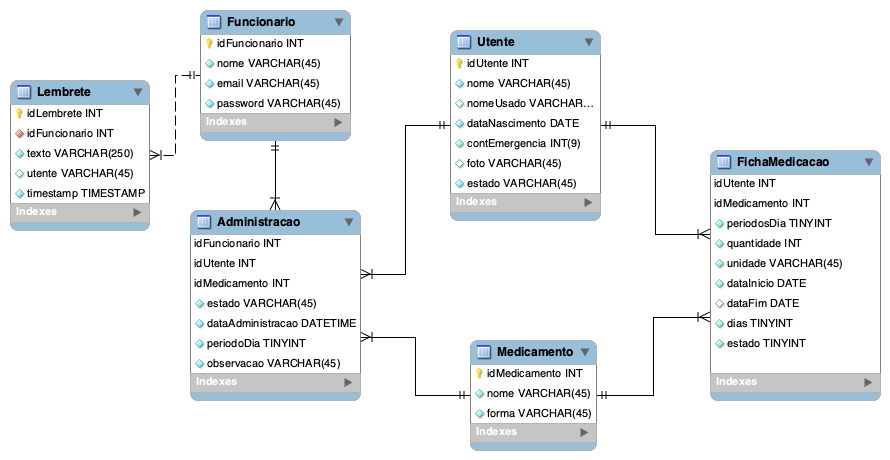 Funcionario
idFuncionario INT
nome VARCHAR(45)
email VARCHAR(45)
password VARCHAR(45)
Indexes
Lembrete
idLembrete INT
idFuncionario INT
texto VARCHAR(250)
utente VARCHAR(45)
timestamp TIMESTAMP
Indexes
Utente
idUtente INT
nome VARCHAR(45)
nomeUsado VARCHAR...
dataNascimento DATE
contEmergencia INT(9)
foto VARCHAR(45)
estado VARCHAR(45)
Indexes
Administracao
idFuncionario INT
idUtente INT
idMedicamento INT
estado VARCHAR(45)
dataAdministracao DATETIME
periodoDia TINYINT
observacao VARCHAR(45)
Indexes
FichaMedicacao
idUtente INT
idMedicamento INT
periodosDia TINYINT
quantidade INT
unidade VARCHAR(45)
dataInicio DATE
dataFim DATE
dias TINYINT
estado TINYINT
Indexes
Medicamento
idMedicamento INT
nome VARCHAR(45)
forma VARCHAR(45)
Indexes